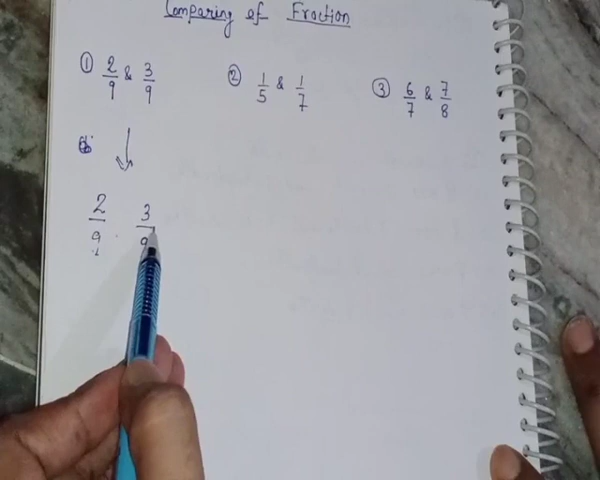 Comparing of Fraction
① 2/9 & 3/9 ② 1/5 & 1/7 ③ 6/7 & 7/8
2/9 3/9